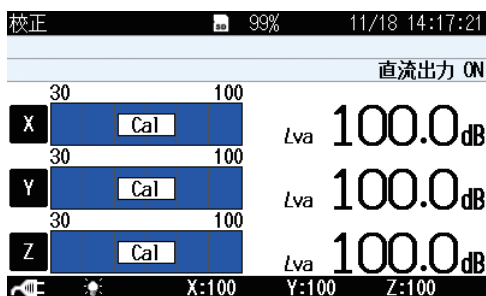 校正 SD 99% 11/18 14:17:21
直流出力 ON
30 100
X Cal Lva 100.0dB
30 100
Y Cal Lva 100.0dB
30 100
Z Cal Lva 100.0dB
X:100 Y:100 Z:100